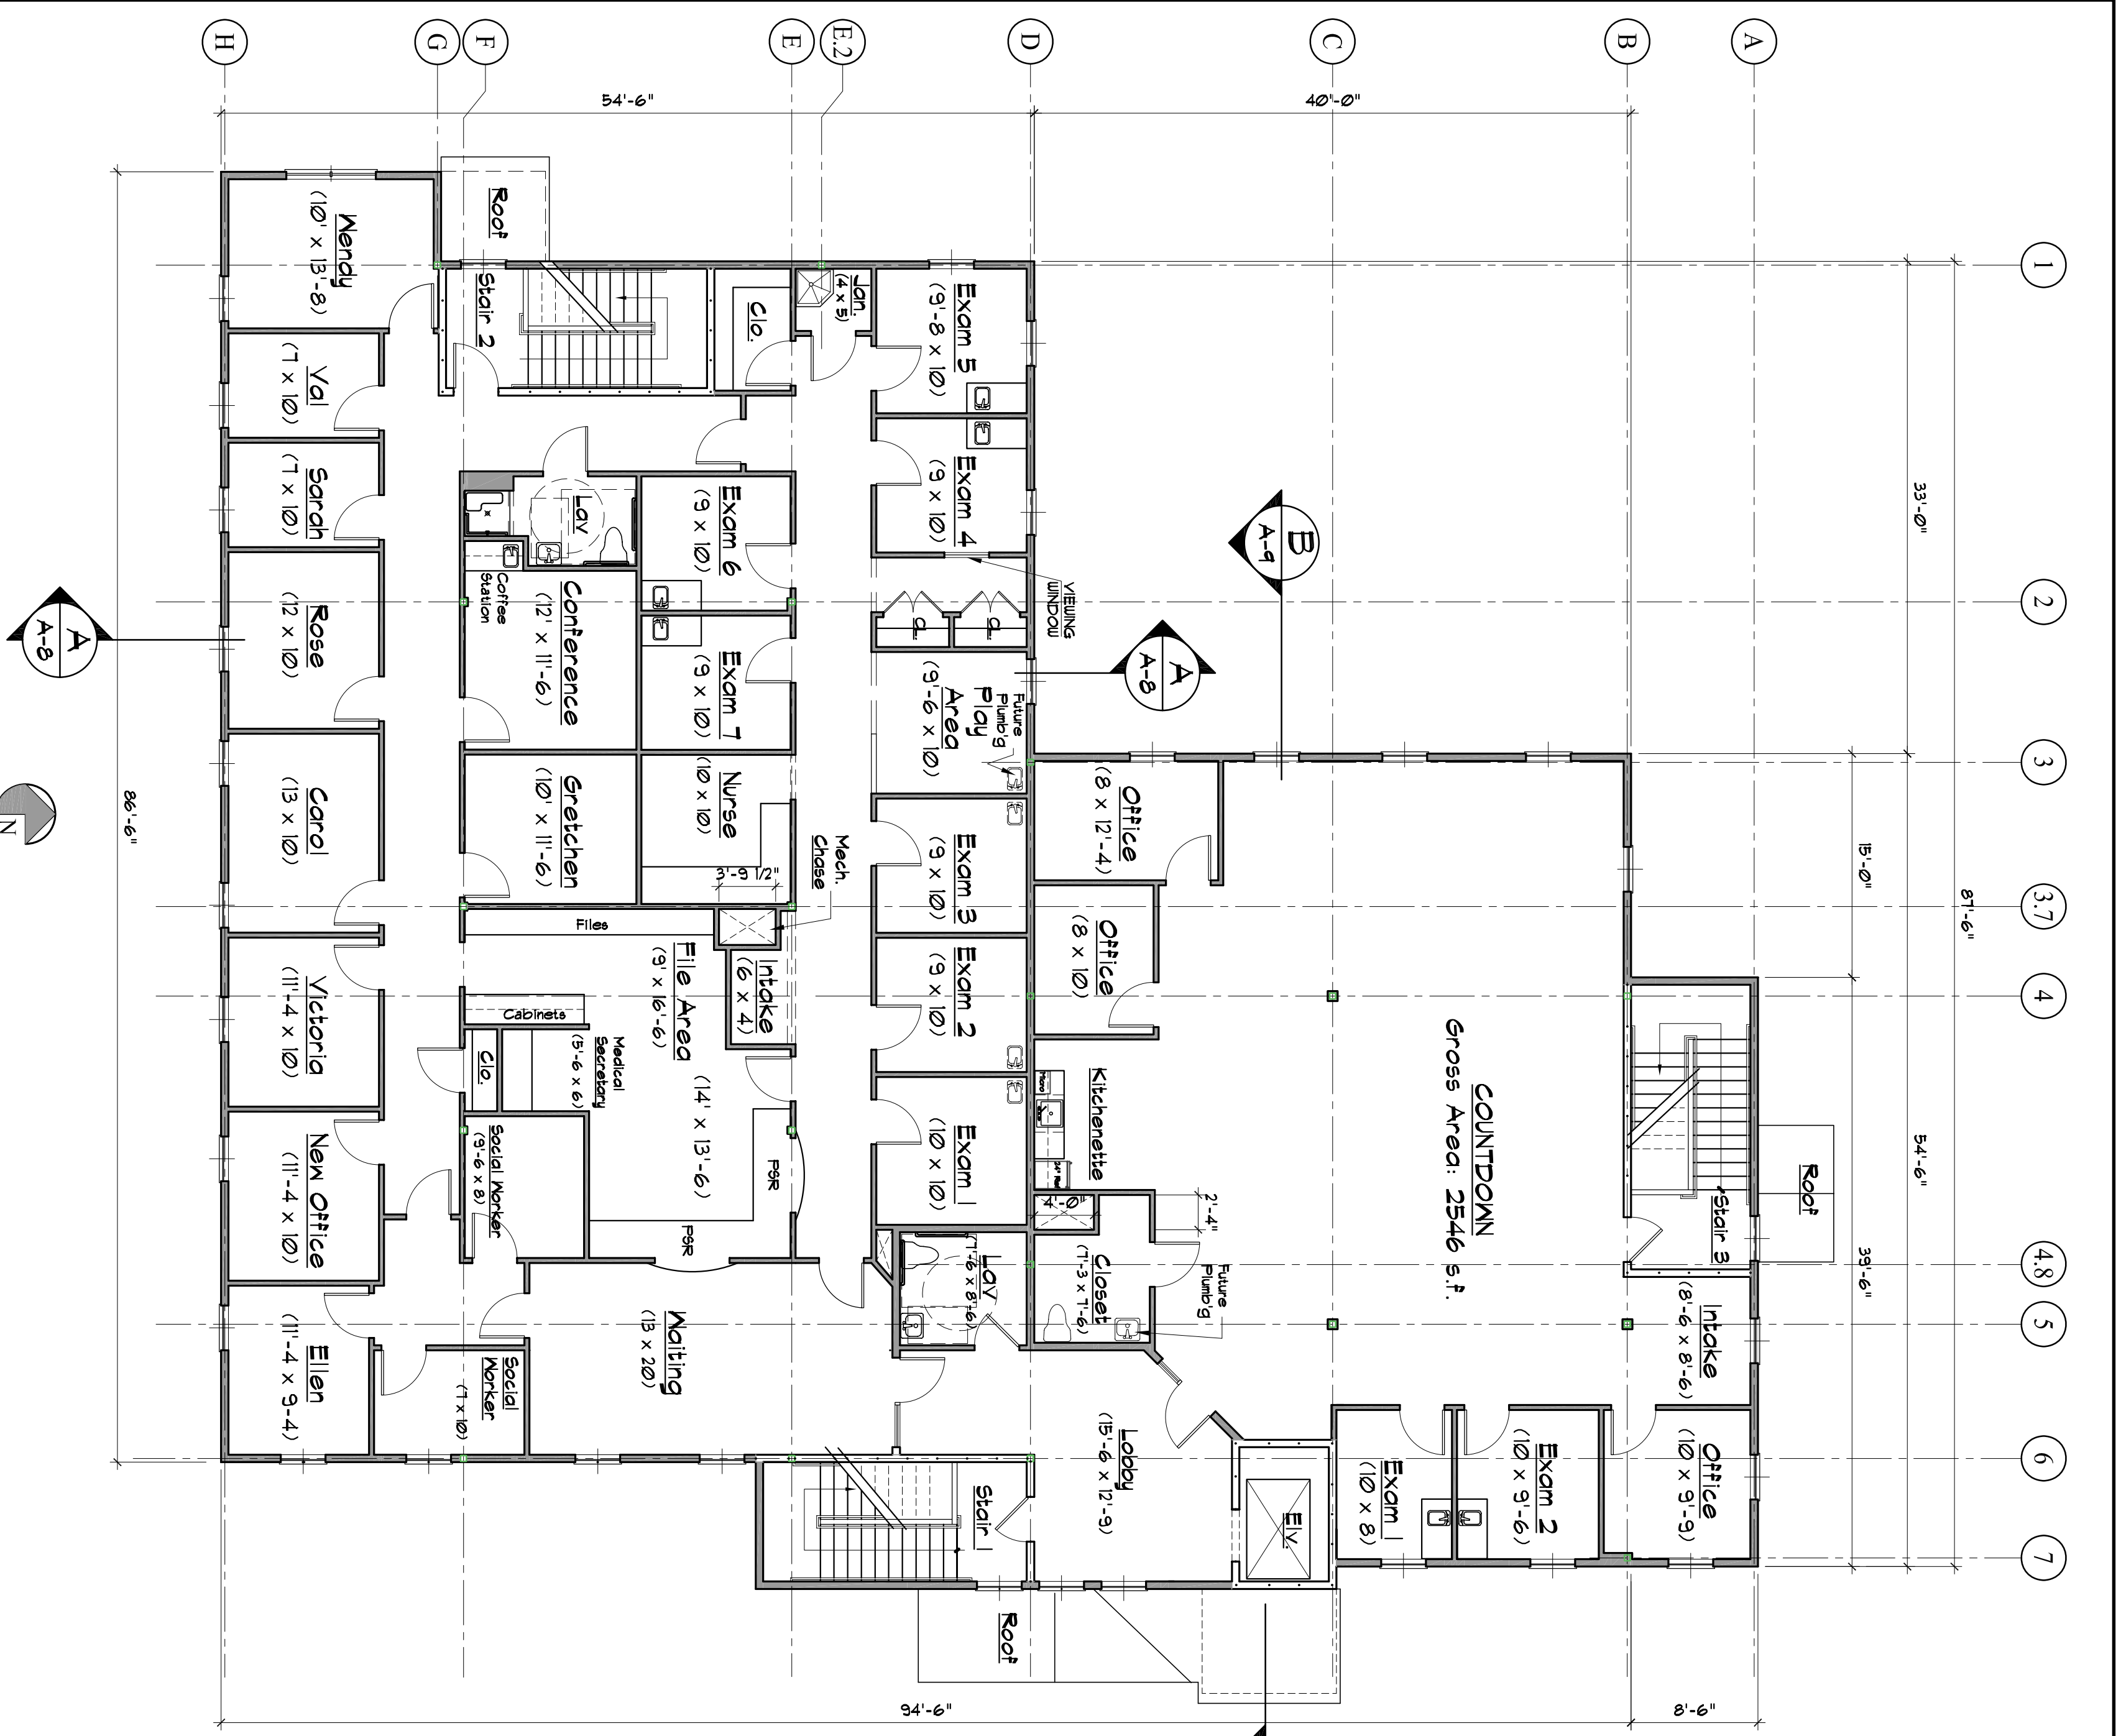 H
G
F
E
E.2
D
C
B
A
54'-6"
40'-0"
1
2
3
3.7
4
4.8
5
6
7
33'-0"
15'-0"
87'-6"
54'-6"
39'-6"
86'-6"
94'-6"
8'-6"
Wendy
(10' x 13'-8)
Roof
Stair 2
Clo.
Jan.
(4 x 5)
Exam 5
(9'-8 x 10)
Val
(7 x 10)
Sarah
(7 x 10)
Lav
Exam 6
(9 x 10)
Exam 4
(9 x 10)
VIEWING
WINDOW
B
A-9
Rose
(12 x 10)
Coffee
Station
Conference
(12' x 11'-6)
Exam 7
(9 x 10)
Cl.
Cl.
A
A-8
A
A-8
Future
Plumb'g
Play
Area
(9'-6 x 10)
Carol
(13 x 10)
Gretchen
(10' x 11'-6)
Nurse
(10 x 10)
3'-9 1/2"
Mech.
Chase
Exam 3
(9 x 10)
Office
(8 x 12'-4)
Office
(8 x 10)
N
Files
File Area
(9' x 16'-6)
Intake
(6 x 4)
Exam 2
(9 x 10)
Victoria
(11'-4 x 10)
Cabinets
Clo.
Medical
Secretary
(5'-6 x 6)
(14' x 13'-6)
PSR
PSR
Exam 1
(10 x 10)
Kitchenette
Micro
24" Ref
COUNTDOWN
Gross Area: 2546 s.f.
Stair 3
Roof
New Office
(11'-4 x 10)
Social Worker
(9'-6 x 8)
4'-0"
2'-4"
Lav
(7'-6 x 8'-6)
Closet
(7'-3 x 7'-6)
Future
Plumb'g
Intake
(8'-6 x 8'-6)
Ellen
(11'-4 x 9-4)
Social
Worker
(7 x 10)
Waiting
(13 x 20)
Lobby
(15'-6 x 12'-9)
Stair 1
Elv.
Exam 1
(10 x 8)
Exam 2
(10 x 9'-6)
Office
(10 x 9'-9)
Roof